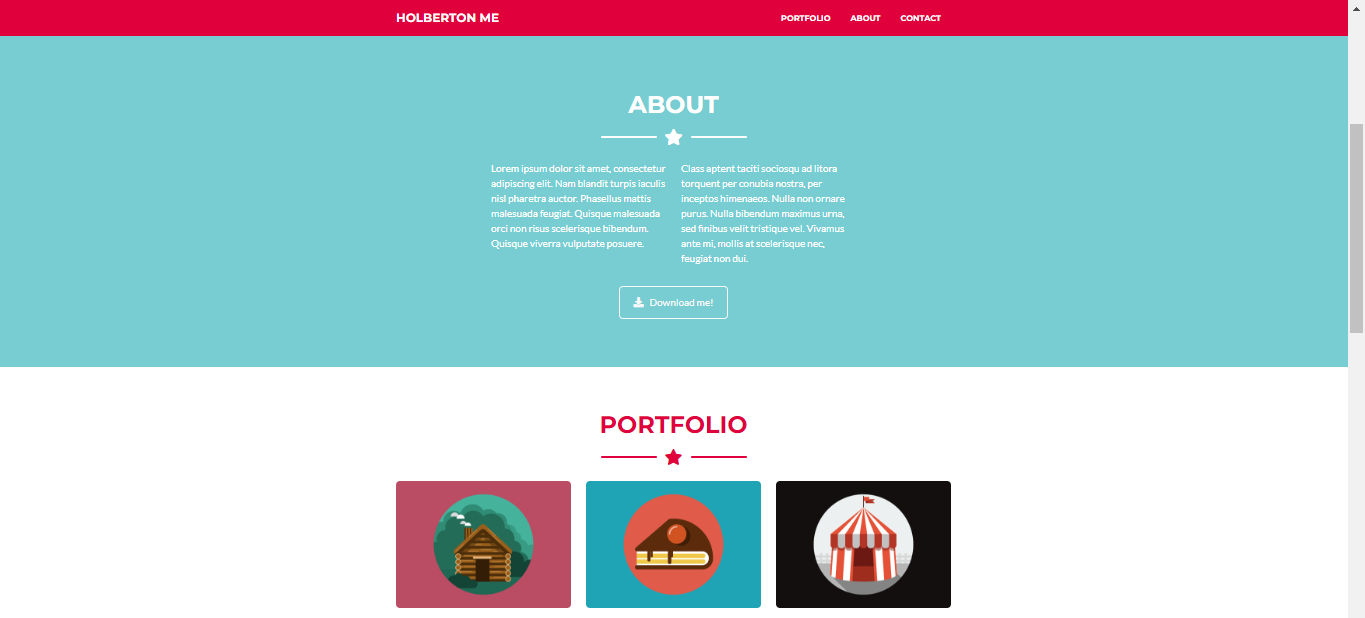 HOLBERTON ME
PORTFOLIO ABOUT CONTACT
ABOUT
Lorem ipsum dolor sit amet, consectetur
adipiscing elit. Nam blandit turpis iaculis
nisl pharetra auctor. Phasellus mattis
malesuada feugiat. Quisque malesuada
orci non risus scelerisque bibendum.
Quisque viverra vulputate posuere.
Class aptent taciti sociosqu ad litora
torquent per conubia nostra, per
inceptos himenaeos. Nulla non ornare
purus. Nulla bibendum maximus urna,
sed finibus velit tristique vel. Vivamus
ante mi, mollis at scelerisque nec,
feugiat non dui.
Download me!
PORTFOLIO